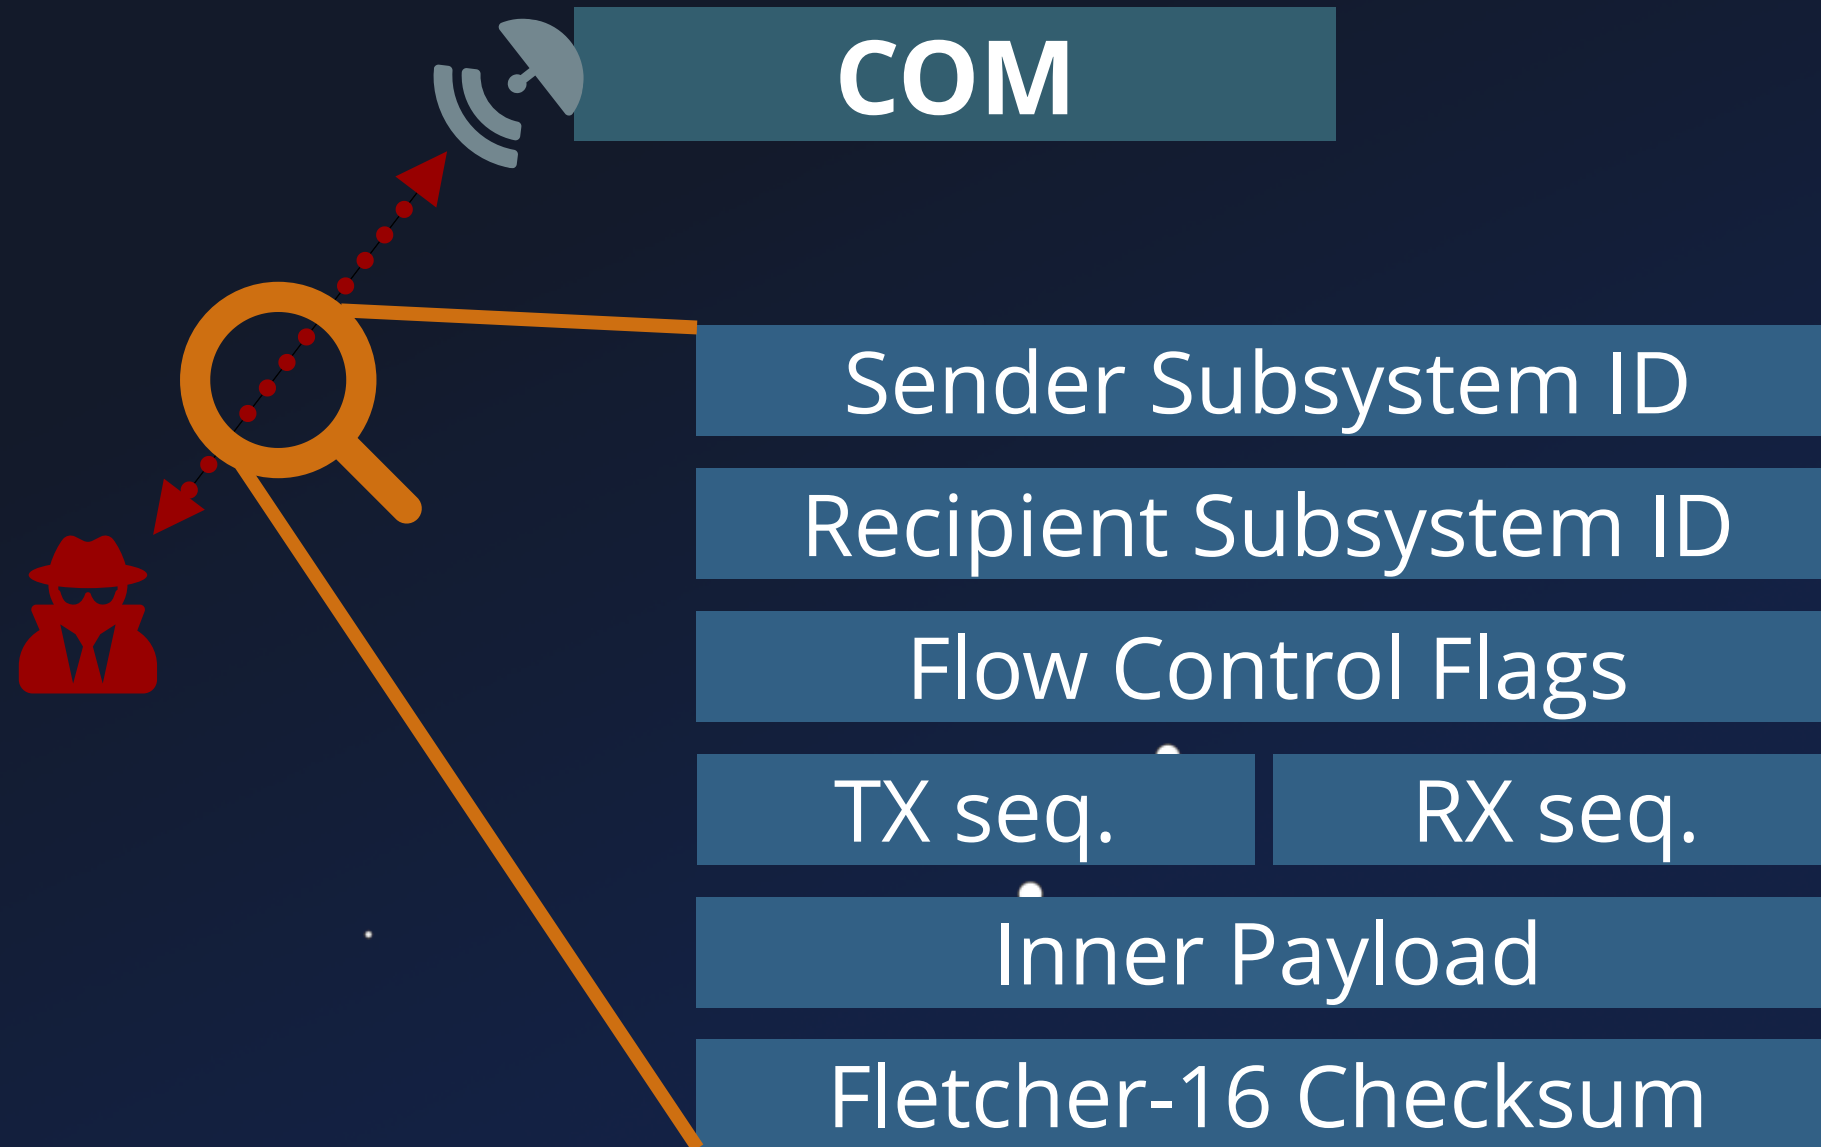 COM
Sender Subsystem ID
Recipient Subsystem ID
Flow Control Flags
TX seq. RX seq.
Inner Payload
Fletcher-16 Checksum